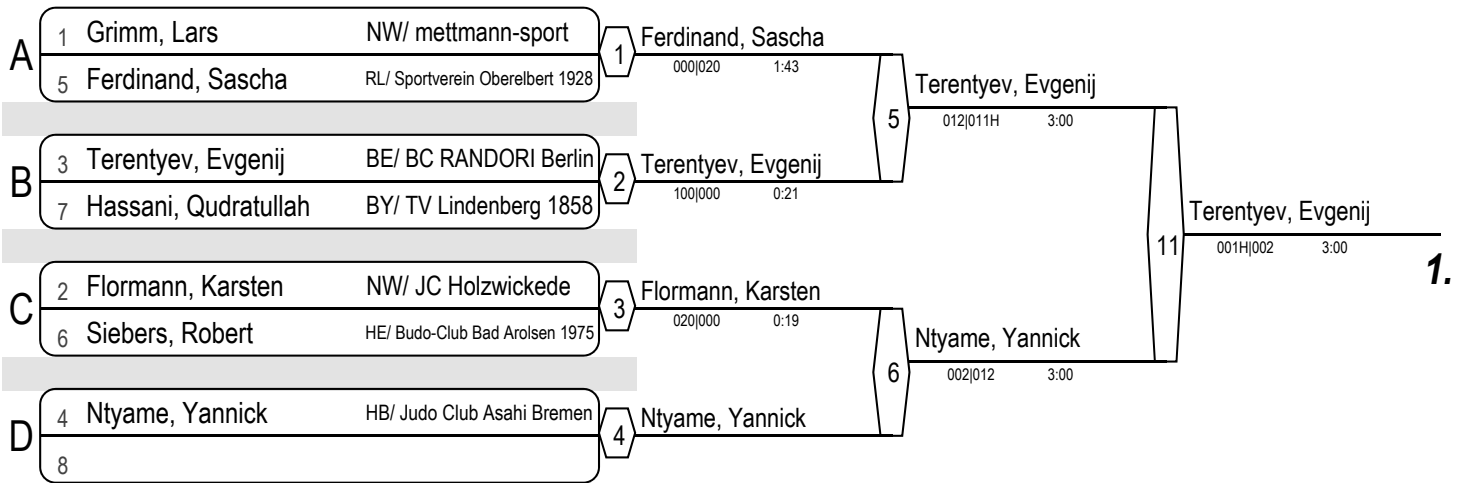 A
1 Grimm, Lars NW/ mettmann-sport
5 Ferdinand, Sascha RL/ Sportverein Oberelbert 1928
1
Ferdinand, Sascha
000|020 1:43
B
3 Terentyev, Evgenij BE/ BC RANDORI Berlin
7 Hassani, Qudratullah BY/ TV Lindenberg 1858
2
Terentyev, Evgenij
100|000 0:21
5
Terentyev, Evgenij
012|011H 3:00
C
2 Flormann, Karsten NW/ JC Holzwickede
6 Siebers, Robert HE/ Budo-Club Bad Arolsen 1975
3
Flormann, Karsten
020|000 0:19
D
4 Ntyame, Yannick HB/ Judo Club Asahi Bremen
8
4
Ntyame, Yannick
6
Ntyame, Yannick
002|012 3:00
11
Terentyev, Evgenij
001H|002 3:00
1.